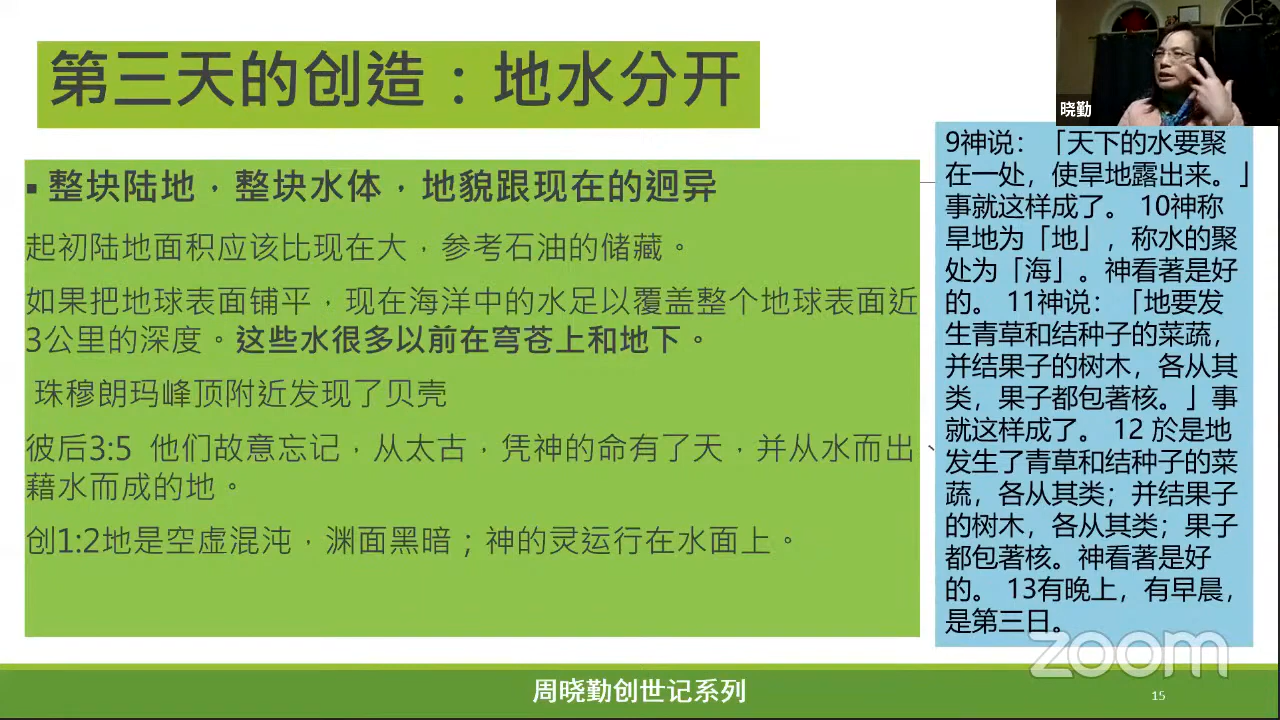 第三天的创造：地水分开
▪ 整块陆地，整块水体，地貌跟现在的迥异
起初陆地面积应该比现在大，参考石油的储藏。
如果把地球表面铺平，现在海洋中的水足以覆盖整个地球表面近
3公里的深度。这些水很多以前在穹苍上和地下。
珠穆朗玛峰顶附近发现了贝壳
彼后3:5 他们故意忘记，从太古，凭神的命有了天，并从水而出、
藉水而成的地。
创1:2地是空虚混沌，渊面黑暗；神的灵运行在水面上。
晓勤
9神说：「天下的水要聚
在一处，使旱地露出来。」
事就这样成了。 10神称
旱地为「地」，称水的聚
处为「海」。神看著是好
的。 11神说：「地要发
生青草和结种子的菜蔬，
并结果子的树木，各从其
类，果子都包著核。」事
就这样成了。 12 於是地
发生了青草和结种子的菜
蔬，各从其类；并结果子
的树木，各从其类；果子
都包著核。神看著是好
的。 13有晚上，有早晨，
是第三日。
zoom
周晓勤创世记系列
15